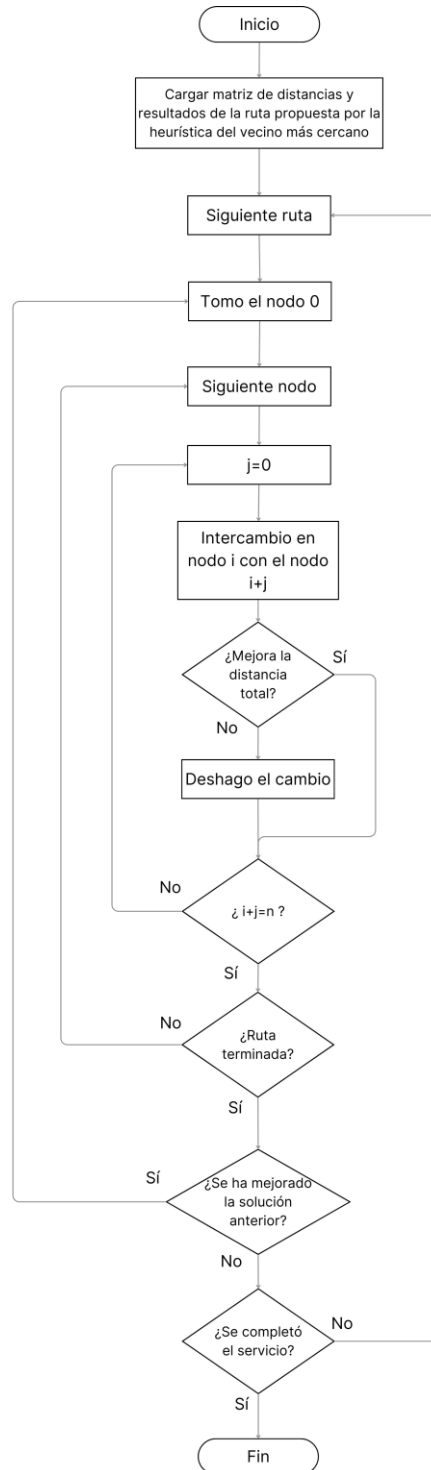 Inicio
Cargar matriz de distancias y
resultados de la ruta propuesta por la
heurística del vecino más cercano
Siguiente ruta
Tomo el nodo 0
Siguiente nodo
j=0
Intercambio en
nodo i con el nodo
i+j
¿Mejora la
distancia
total?
Sí
No
Deshago el cambio
No
¿ i+j=n ?
Sí
No
¿Ruta
terminada?
Sí
Sí
¿Se ha mejorado
la solución
anterior?
No
¿Se completó
el servicio?
No
Sí
Fin